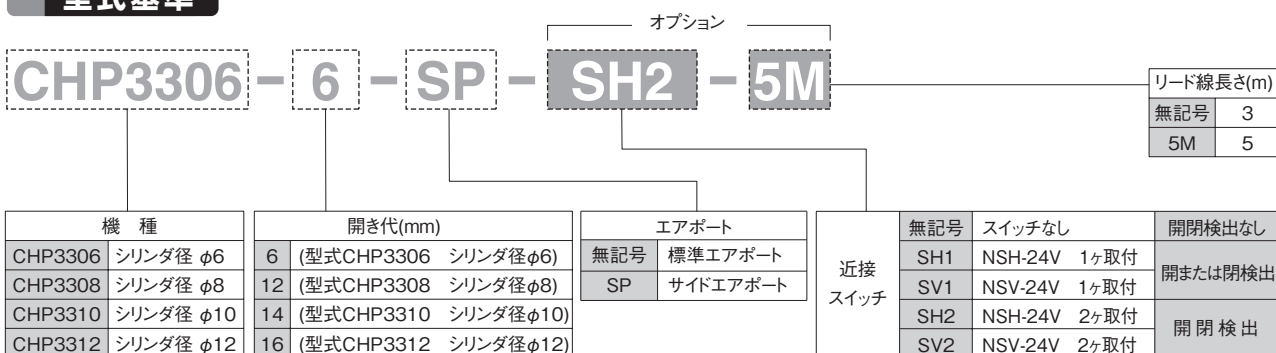 型式基準
オプション
CHP3306 - 6 - SP - SH2 - 5M
リード線長さ(m)
無記号 3
5M 5
機 種
CHP3306 シリンダ径 φ6
CHP3308 シリンダ径 φ8
CHP3310 シリンダ径 φ10
CHP3312 シリンダ径 φ12
開き代(mm)
6 (型式CHP3306 シリンダ径φ6)
12 (型式CHP3308 シリンダ径φ8)
14 (型式CHP3310 シリンダ径φ10)
16 (型式CHP3312 シリンダ径φ12)
エアポート
無記号 標準エアポート
SP サイドエアポート
近接
スイッチ
無記号 スイッチなし 開閉検出なし
SH1 NSH-24V 1ヶ取付
開または閉検出
SV1 NSV-24V 1ヶ取付
SH2 NSH-24V 2ヶ取付
開 閉 検 出
SV2 NSV-24V 2ヶ取付